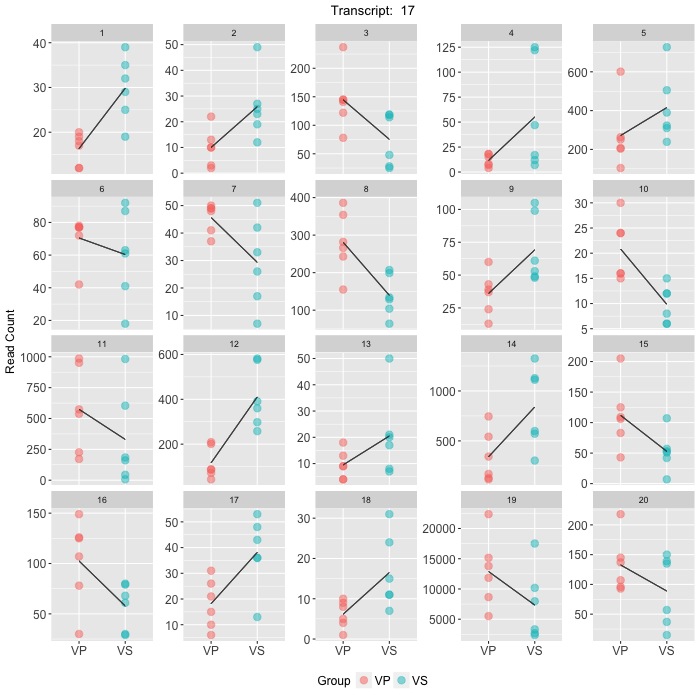 Transcript: 17
1 2 3 4 5
40 50 200 125 600
30 40 150 100 400
20 30 100 75 200
20 50 50
10 25
0 0
6 7 8 9 10
80 50 400 100 30
60 40 300 75 25
40 30 200 50 20
20 20 100 25 15
10 10
5
Read Count
11 12 13 14 15
1000 600 50 1000 200
750 400 40 500 150
500 200 30 100
250 20 50
0 10 0
16 17 18 19 20
150 50 30 20000 200
100 40 20 15000 150
50 30 10 10000 100
20 0 5000 50
10
VP VS VP VS VP VS VP VS VP VS
Group VP VS